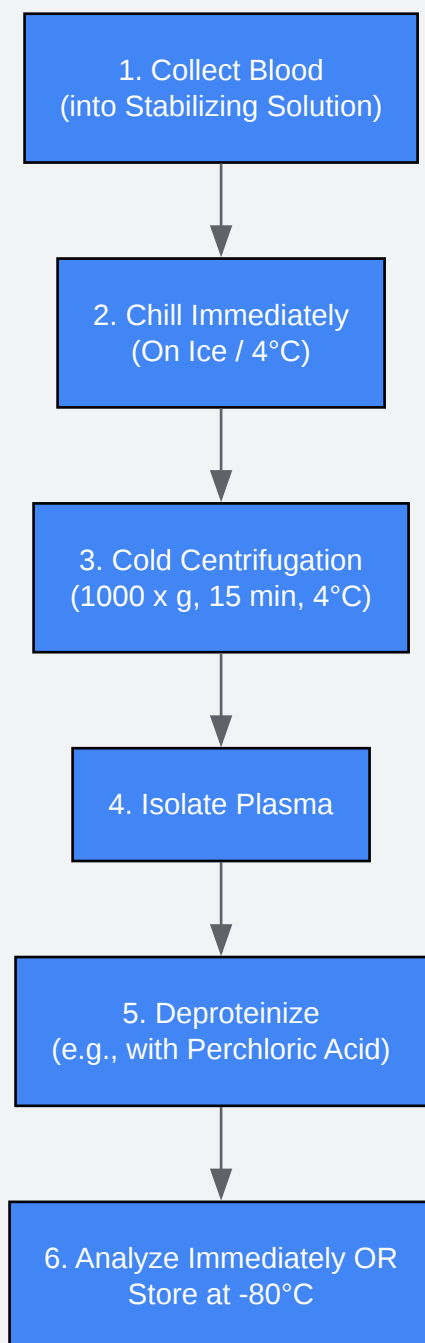 1. Collect Blood
(into Stabilizing Solution)
2. Chill Immediately
(On Ice / 4°C)
3. Cold Centrifugation
(1000 x g, 15 min, 4°C)
4. Isolate Plasma
5. Deproteinize
(e.g., with Perchloric Acid)
6. Analyze Immediately OR
Store at -80°C